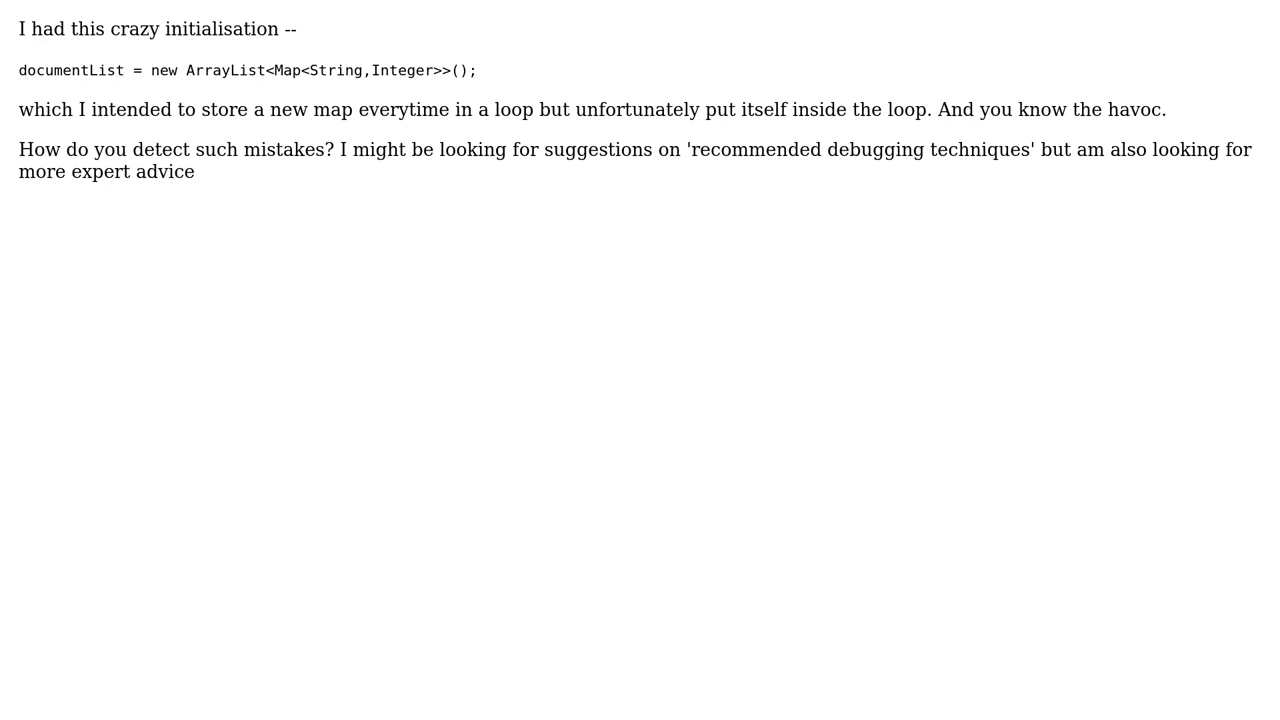 I had this crazy initialisation --
documentList = new ArrayList<Map<String,Integer>>();
which I intended to store a new map everytime in a loop but unfortunately put itself inside the loop. And you know the havoc.
How do you detect such mistakes? I might be looking for suggestions on 'recommended debugging techniques' but am also looking for
more expert advice